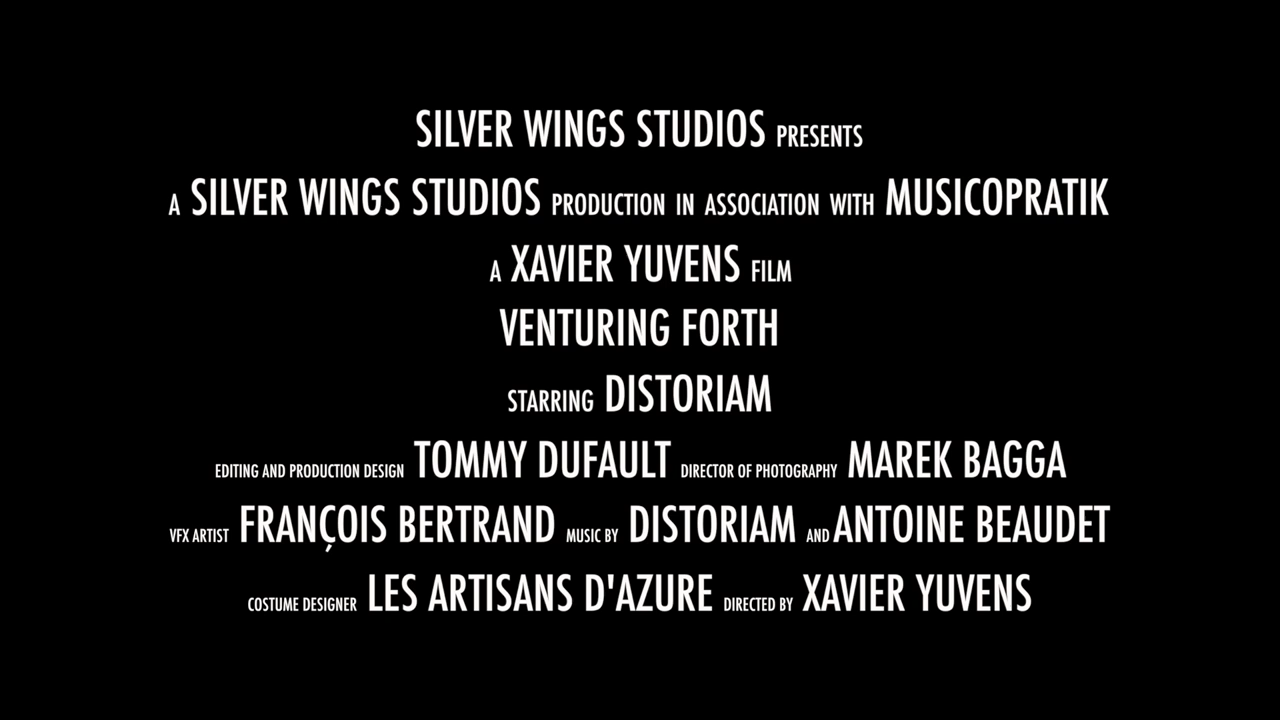 SILVER WINGS STUDIOS PRESENTS
A SILVER WINGS STUDIOS PRODUCTION IN ASSOCIATION WITH MUSICOPRATIK
A XAVIER YUVENS FILM
VENTURING FORTH
STARRING DISTORIAM
EDITING AND PRODUCTION DESIGN TOMMY DUFAULT DIRECTOR OF PHOTOGRAPHY MAREK BAGGA
VFX ARTIST FRANÇOIS BERTRAND MUSIC BY DISTORIAM AND ANTOINE BEAUDET
COSTUME DESIGNER LES ARTISANS D'AZURE DIRECTED BY XAVIER YUVENS